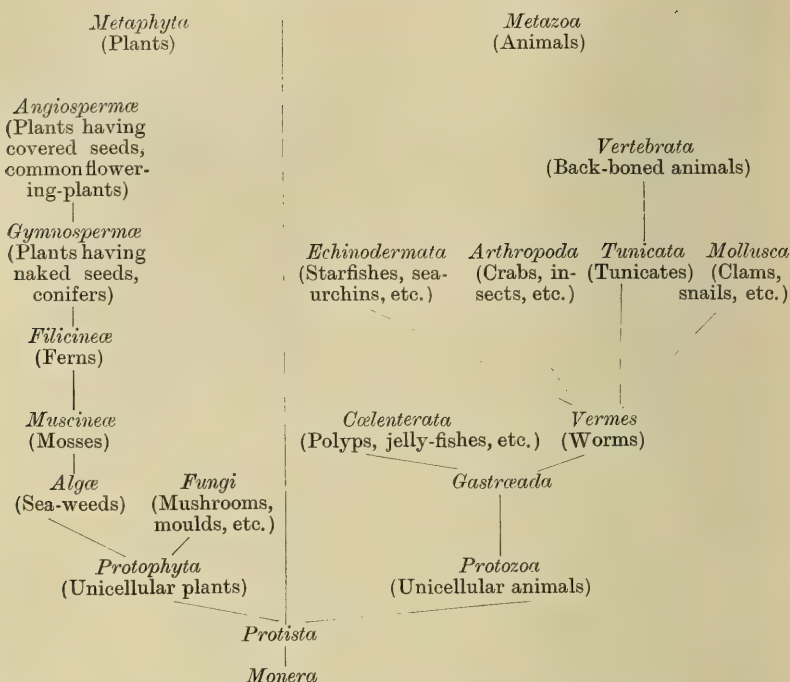 Metaphyta
(Plants)
Metazoa
(Animals)
Angiospermæ
(Plants having
covered seeds,
common flower-
ing-plants)
Vertebrata
(Back-boned animals)
Gymnospermæ
(Plants having
naked seeds,
conifers)
Echinodermata
(Starfishes, sea-
urchins, etc.)
Arthropoda
(Crabs, in-
sects, etc.)
Tunicata
(Tunicates)
Mollusca
(Clams,
snails, etc.)
Filicineæ
(Ferns)
Muscineæ
(Mosses)
Cœlenterata
(Polyps, jelly-fishes, etc.)
Vermes
(Worms)
Algæ
(Sea-weeds)
Fungi
(Mushrooms,
moulds, etc.)
Gastræada
Protophyta
(Unicellular plants)
Protozoa
(Unicellular animals)
Protista
Monera